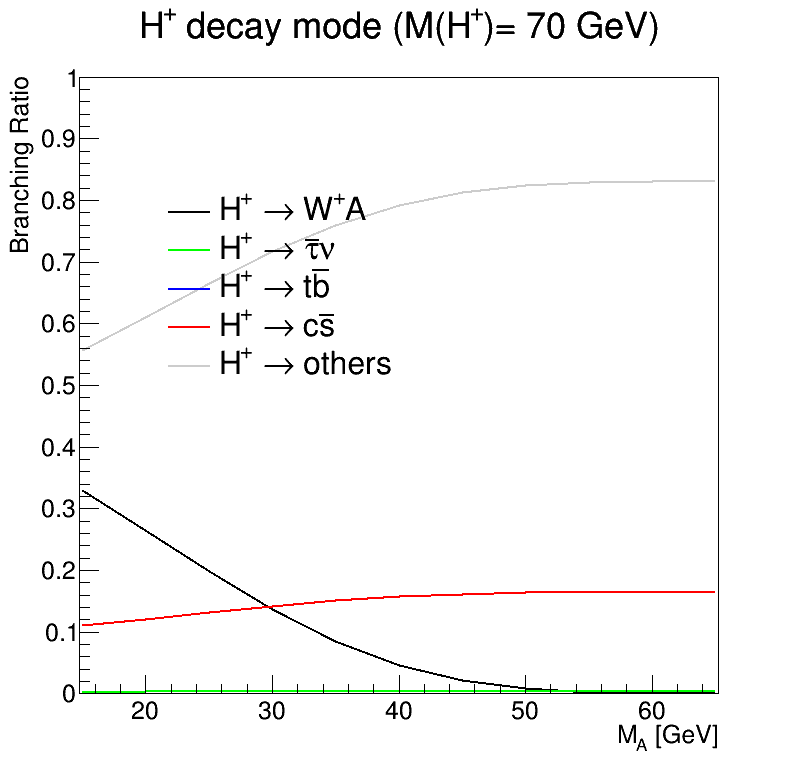 H⁺ decay mode (M(H⁺)= 70 GeV)
Branching Ratio
1
0.9
0.8
0.7
0.6
0.5
0.4
0.3
0.2
0.1
0
H⁺ → W⁺A
H⁺ → τ̅ν
H⁺ → tb̅
H⁺ → cs̅
H⁺ → others
20 30 40 50 60
M_A [GeV]